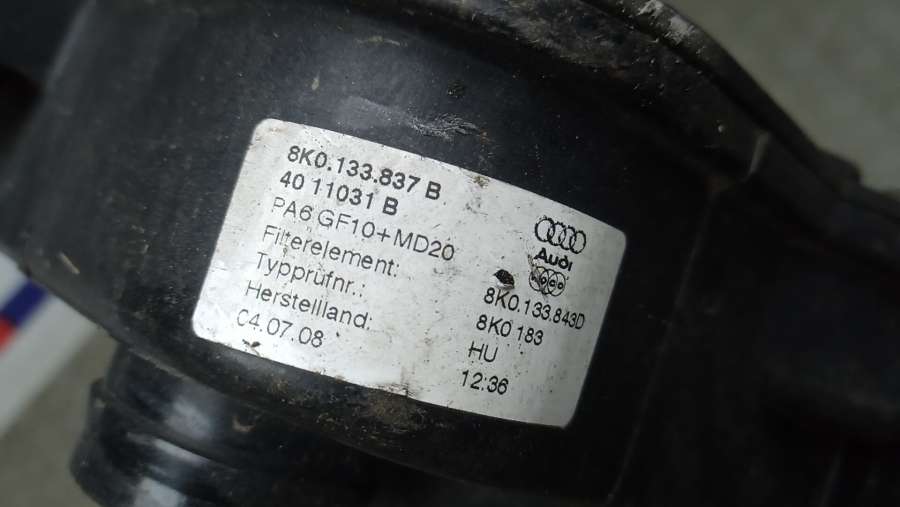 8K0.133.837 B
40 11031 B
PA6 GF10+MD20
Audi
Filterelement: 8K0.133.843D
Typprüfnr.: 8K0 183
Herstellland: HU
04.07.08 12:36